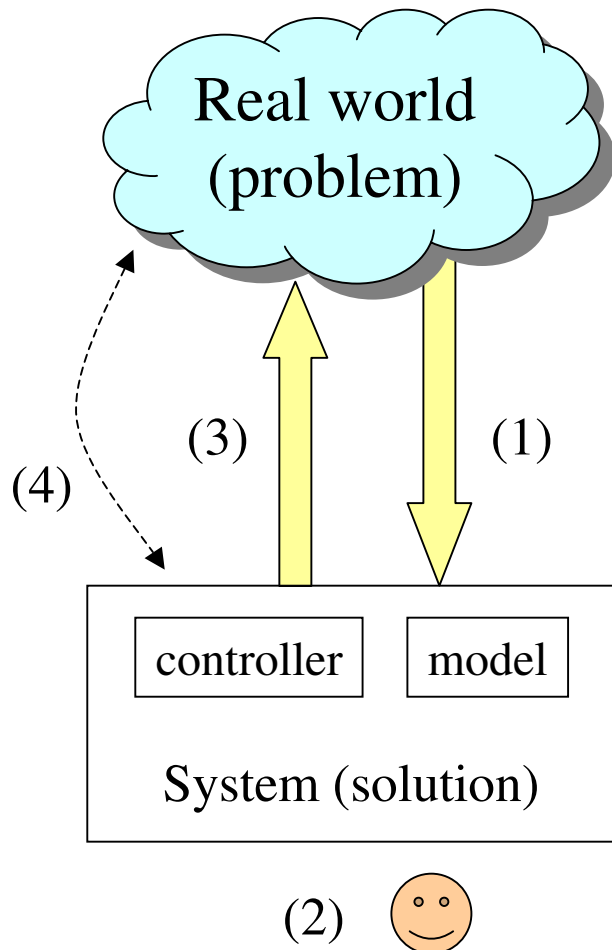 Real world
(problem)
(3)
(1)
(4)
controller
model
System (solution)
(2)